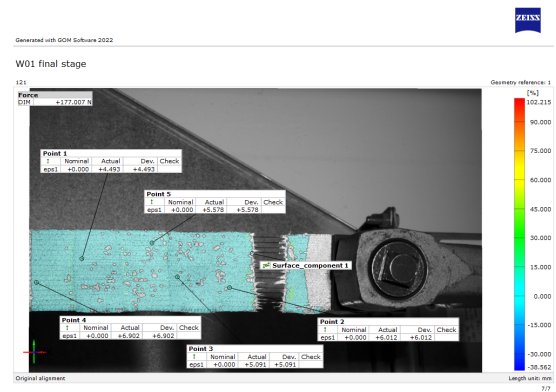 ZEISS
Generated with GOM Software 2022
W01 final stage
121 Geometry reference: 1
Force
DIM +177.007 N
[%]
102.215
90.000
75.000
60.000
45.000
30.000
15.000
0.000
-15.000
-30.000
-38.562
Point 1
I Nominal Actual Dev. Check
eps1 +0.000 +4.493 +4.493
Point 5
I Nominal Actual Dev. Check
eps1 +0.000 +5.578 +5.578
Surface_component 1
Point 4
I Nominal Actual Dev. Check
eps1 +0.000 +6.902 +6.902
Point 2
I Nominal Actual Dev. Check
eps1 +0.000 +6.012 +6.012
Point 3
I Nominal Actual Dev. Check
eps1 +0.000 +5.091 +5.091
Original alignment Length unit: mm
7/7